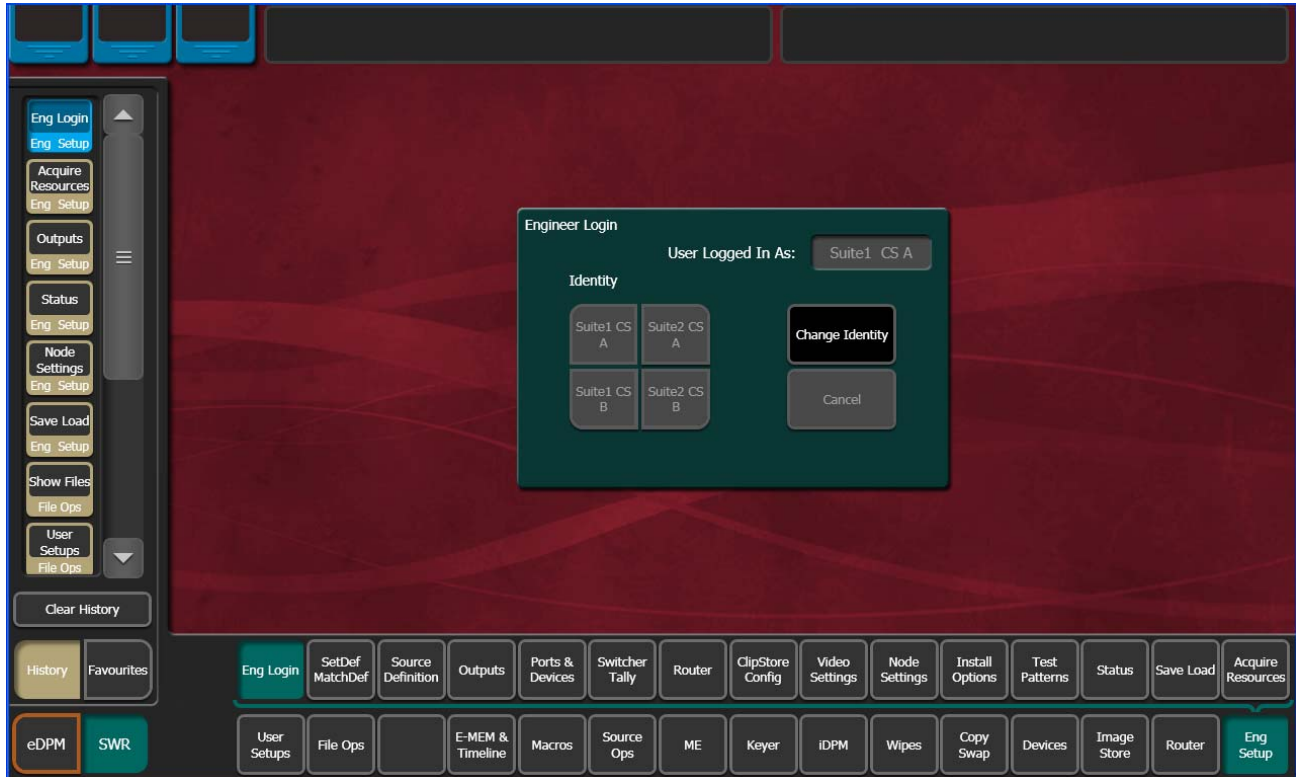 Eng Login
Eng Setup
Acquire
Resources
Eng Setup
Outputs
Eng Setup
Status
Eng Setup
Node
Settings
Eng Setup
Save Load
Eng Setup
Show Files
File Ops
User
Setups
File Ops
Clear History
History
Favourites
Engineer Login
User Logged In As:
Suite1 CS A
Identity
Suite1 CS
A
Suite2 CS
A
Change Identity
Suite1 CS
B
Suite2 CS
B
Cancel
Eng Login
SetDef
MatchDef
Source
Definition
Outputs
Ports &
Devices
Switcher
Tally
Router
ClipStore
Config
Video
Settings
Node
Settings
Install
Options
Test
Patterns
Status
Save Load
Acquire
Resources
eDPM
SWR
User
Setups
File Ops
E-MEM &
Timeline
Macros
Source
Ops
ME
Keyer
iDPM
Wipes
Copy
Swap
Devices
Image
Store
Router
Eng
Setup